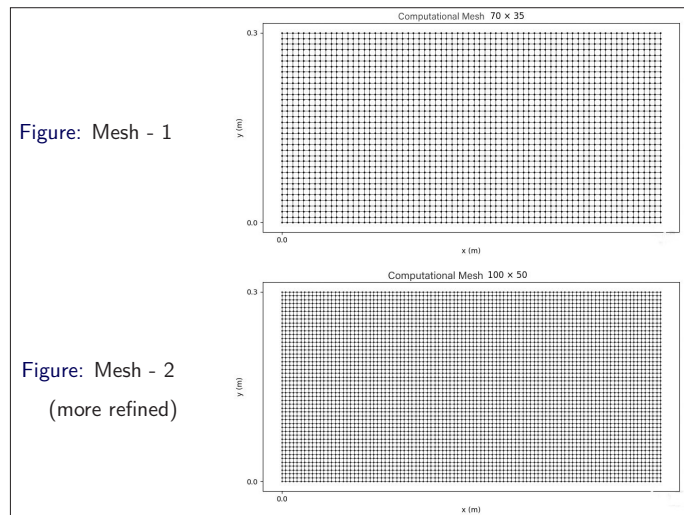 Computational Mesh 70 × 35
0.3
Figure: Mesh - 1
y (m)
0.0
0.0
x (m)
Computational Mesh 100 × 50
0.3
Figure: Mesh - 2
(more refined)
y (m)
0.0
0.0
x (m)